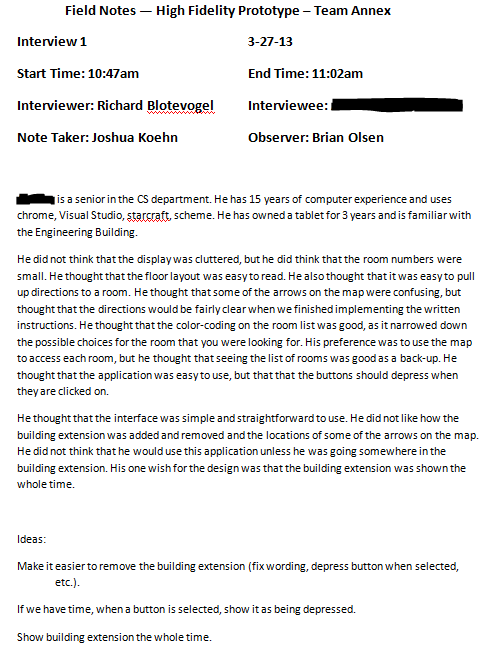 Field Notes — High Fidelity Prototype – Team Annex
Interview 1 3-27-13
Start Time: 10:47am End Time: 11:02am
Interviewer: Richard Blotevogel Interviewee:
Note Taker: Joshua Koehn Observer: Brian Olsen
is a senior in the CS department. He has 15 years of computer experience and uses
chrome, Visual Studio, starcraft, scheme. He has owned a tablet for 3 years and is familiar with
the Engineering Building.
He did not think that the display was cluttered, but he did think that the room numbers were
small. He thought that the floor layout was easy to read. He also thought that it was easy to pull
up directions to a room. He thought that some of the arrows on the map were confusing, but
thought that the directions would be fairly clear when we finished implementing the written
instructions. He thought that the color-coding on the room list was good, as it narrowed down
the possible choices for the room that you were looking for. His preference was to use the map
to access each room, but he thought that seeing the list of rooms was good as a back-up. He
thought that the application was easy to use, but that that the buttons should depress when
they are clicked on.
He thought that the interface was simple and straightforward to use. He did not like how the
building extension was added and removed and the locations of some of the arrows on the map.
He did not think that he would use this application unless he was going somewhere in the
building extension. His one wish for the design was that the building extension was shown the
whole time.
Ideas:
Make it easier to remove the building extension (fix wording, depress button when selected,
etc.).
If we have time, when a button is selected, show it as being depressed.
Show building extension the whole time.